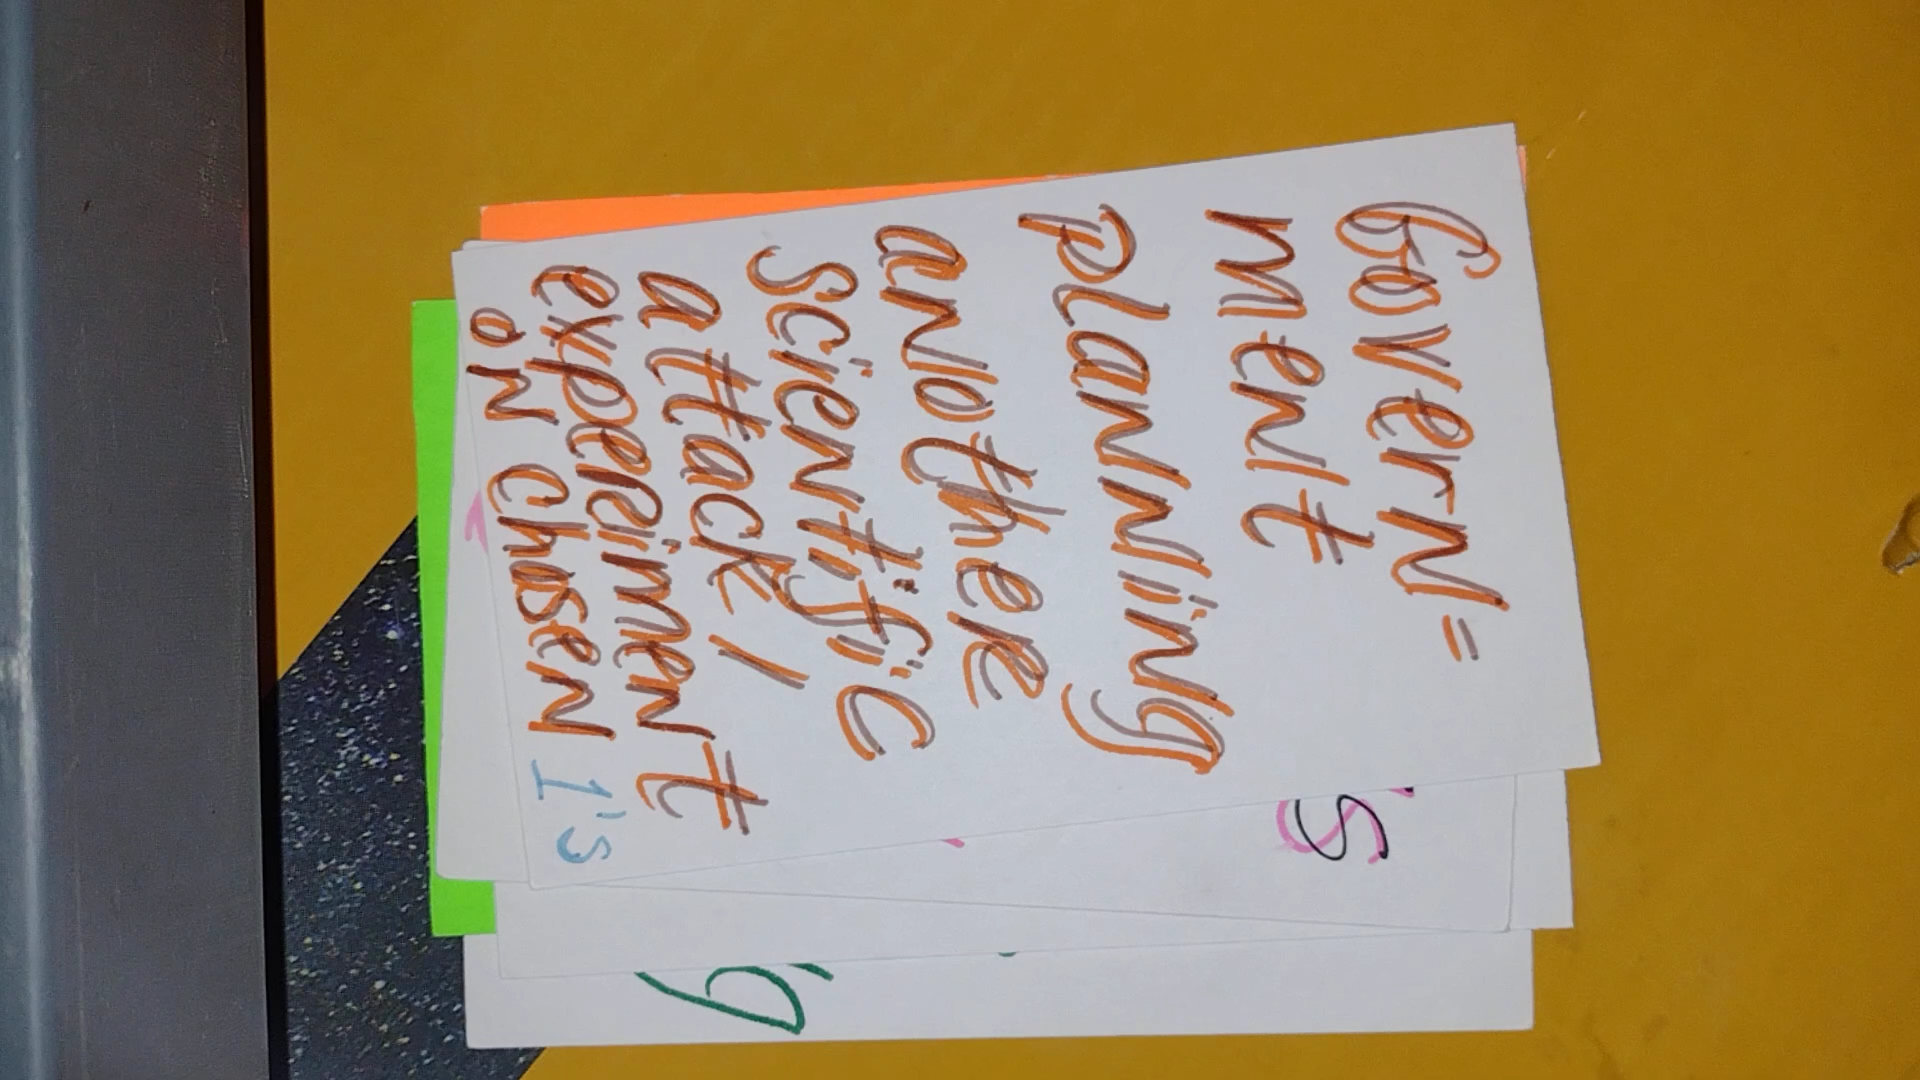 Govern=
ment
planning
another
scientific
attack/
experiment
on chosen 1's
's
g